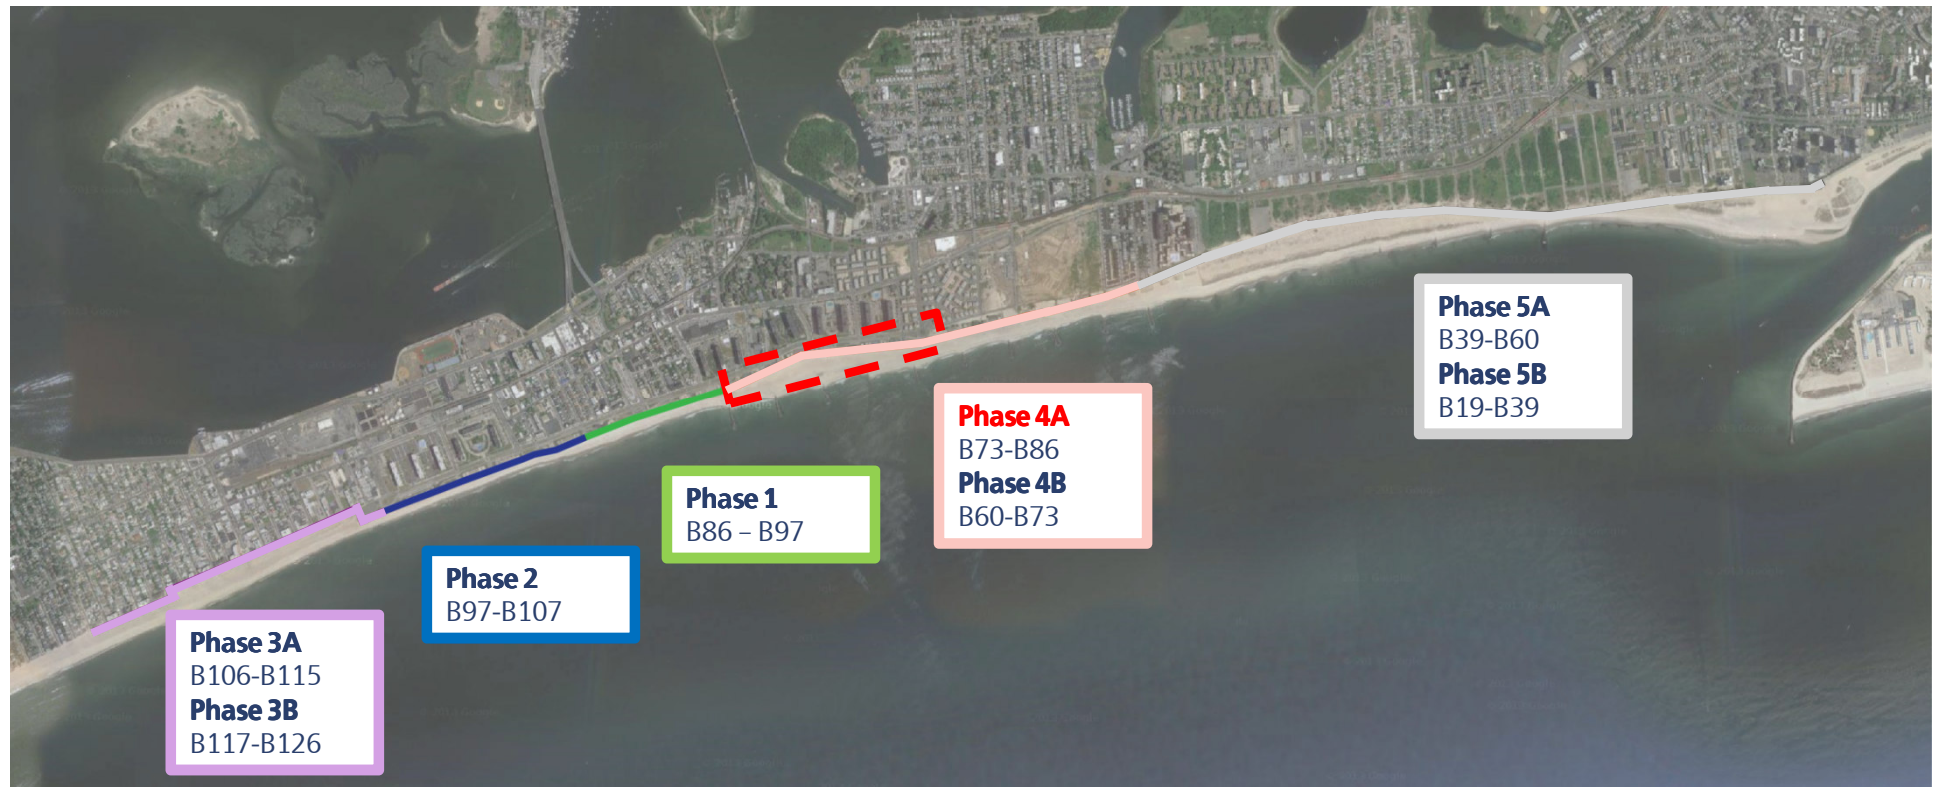 Phase 5A
B39-B60
Phase 5B
B19-B39
Phase 4A
B73-B86
Phase 4B
B60-B73
Phase 1
B86 – B97
Phase 2
B97-B107
Phase 3A
B106-B115
Phase 3B
B117-B126